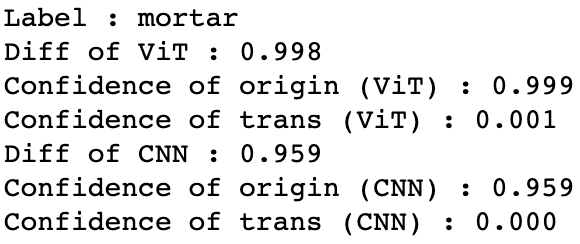 Label : mortar
Diff of ViT : 0.998
Confidence of origin (ViT) : 0.999
Confidence of trans (ViT) : 0.001
Diff of CNN : 0.959
Confidence of origin (CNN) : 0.959
Confidence of trans (CNN) : 0.000